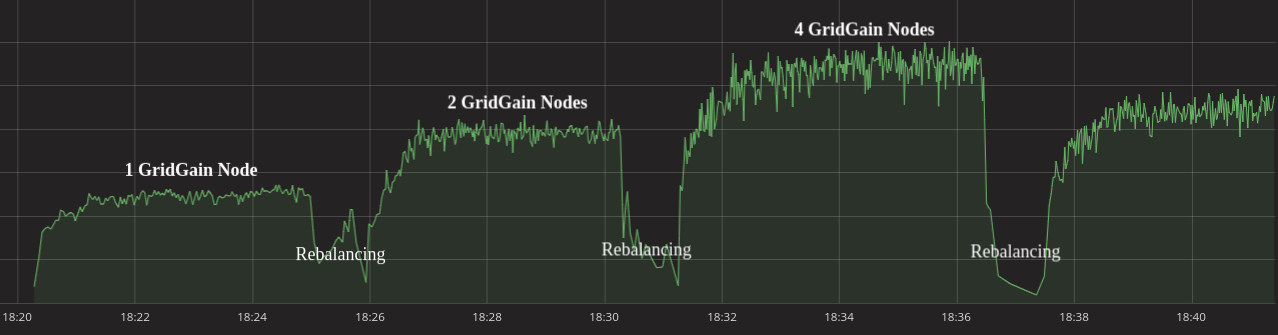 4 GridGain Nodes
2 GridGain Nodes
1 GridGain Node
Rebalancing
Rebalancing
Rebalancing
18:20 18:22 18:24 18:26 18:28 18:30 18:32 18:34 18:36 18:38 18:40